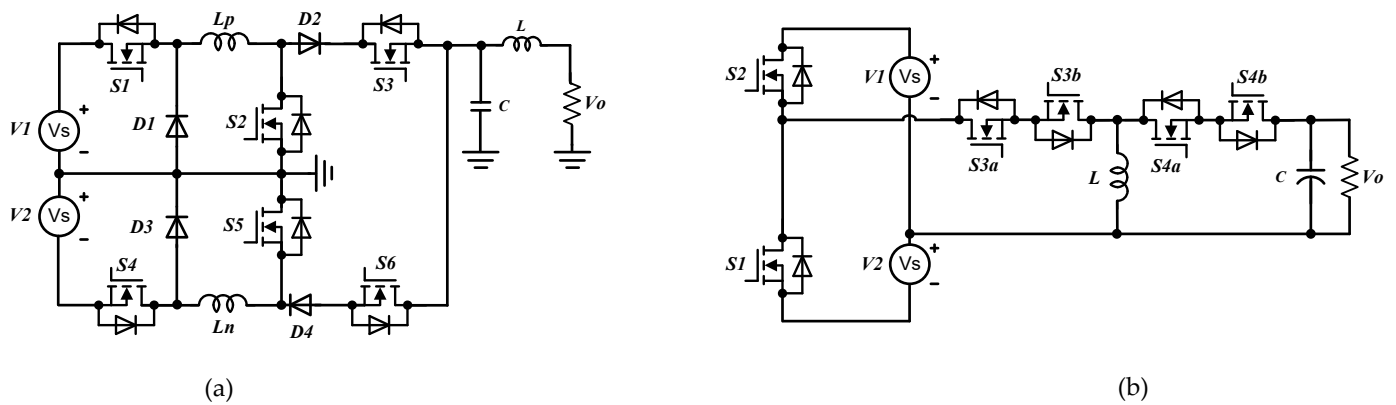 Lp
D2
L
S1
S3
V1
+
Vs
-
D1
S2
C
Vo
V2
+
Vs
-
D3
S5
S4
S6
Ln
D4
(a)
S2
V1
+
Vs
-
S3b
S4b
S3a
L
S4a
C
Vo
S1
V2
+
Vs
-
(b)